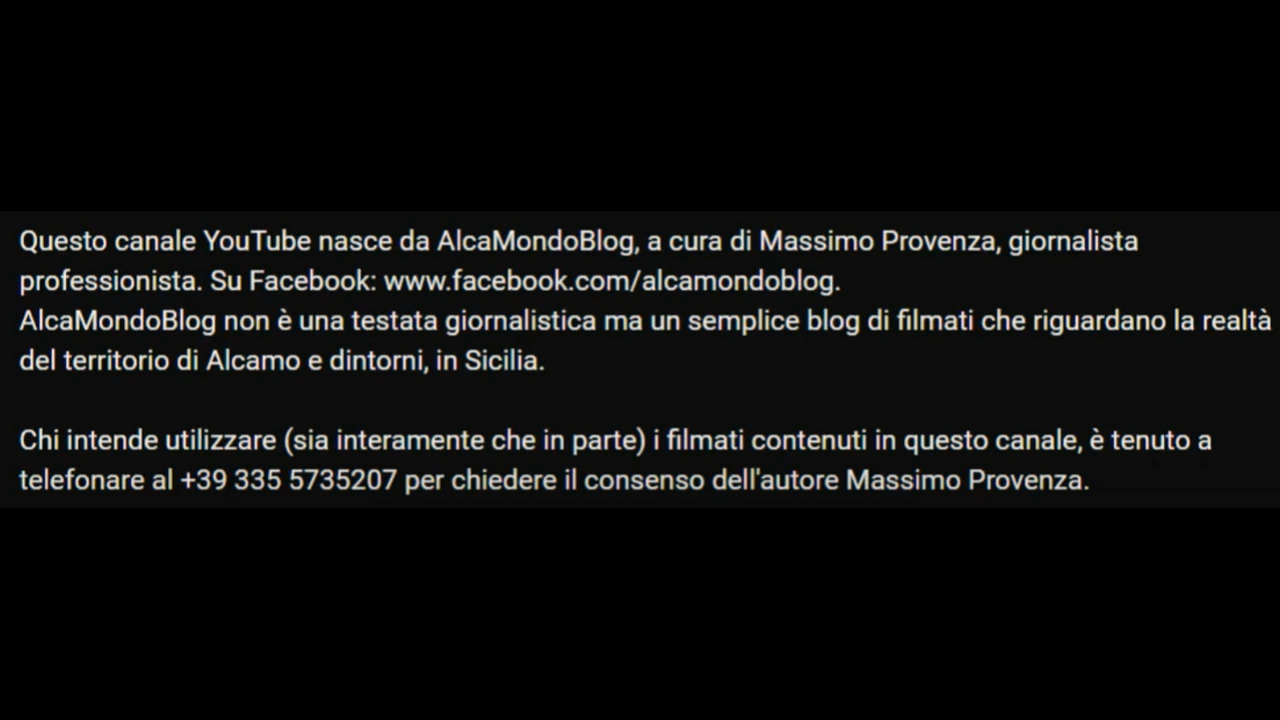 Questo canale YouTube nasce da AlcaMondoBlog, a cura di Massimo Provenza, giornalista
professionista. Su Facebook: www.facebook.com/alcamondoblog.
AlcaMondoBlog non è una testata giornalistica ma un semplice blog di filmati che riguardano la realtà
del territorio di Alcamo e dintorni, in Sicilia.
Chi intende utilizzare (sia interamente che in parte) i filmati contenuti in questo canale, è tenuto a
telefonare al +39 335 5735207 per chiedere il consenso dell'autore Massimo Provenza.